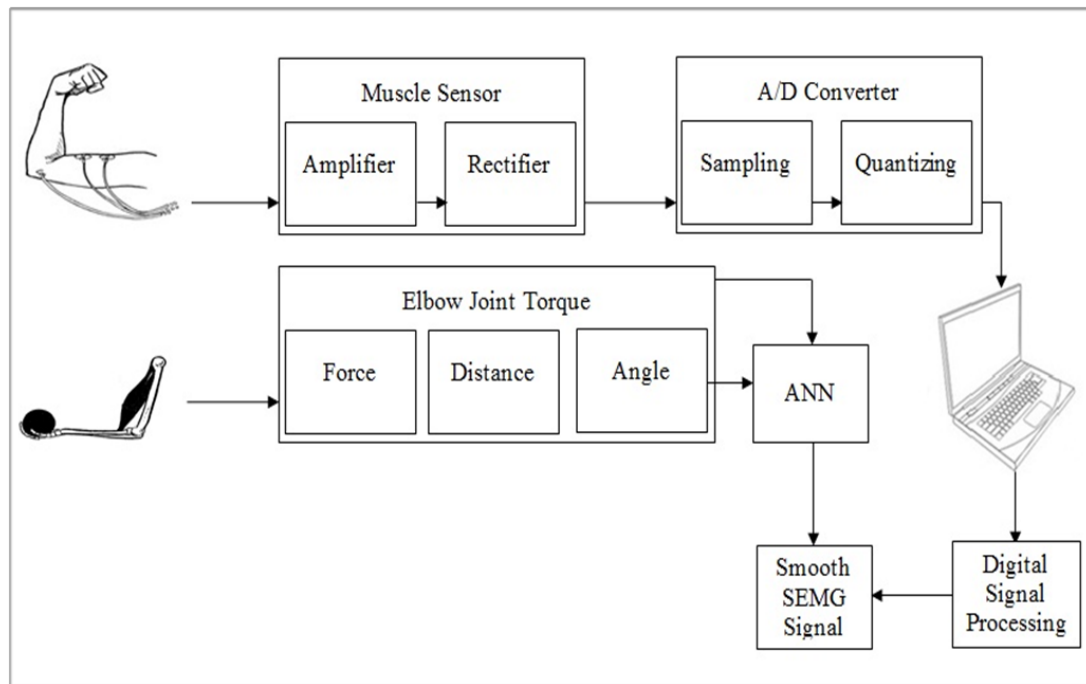 Muscle Sensor
Amplifier
Rectifier
A/D Converter
Sampling
Quantizing
Elbow Joint Torque
Force
Distance
Angle
ANN
Smooth
SEMG
Signal
Digital
Signal
Processing